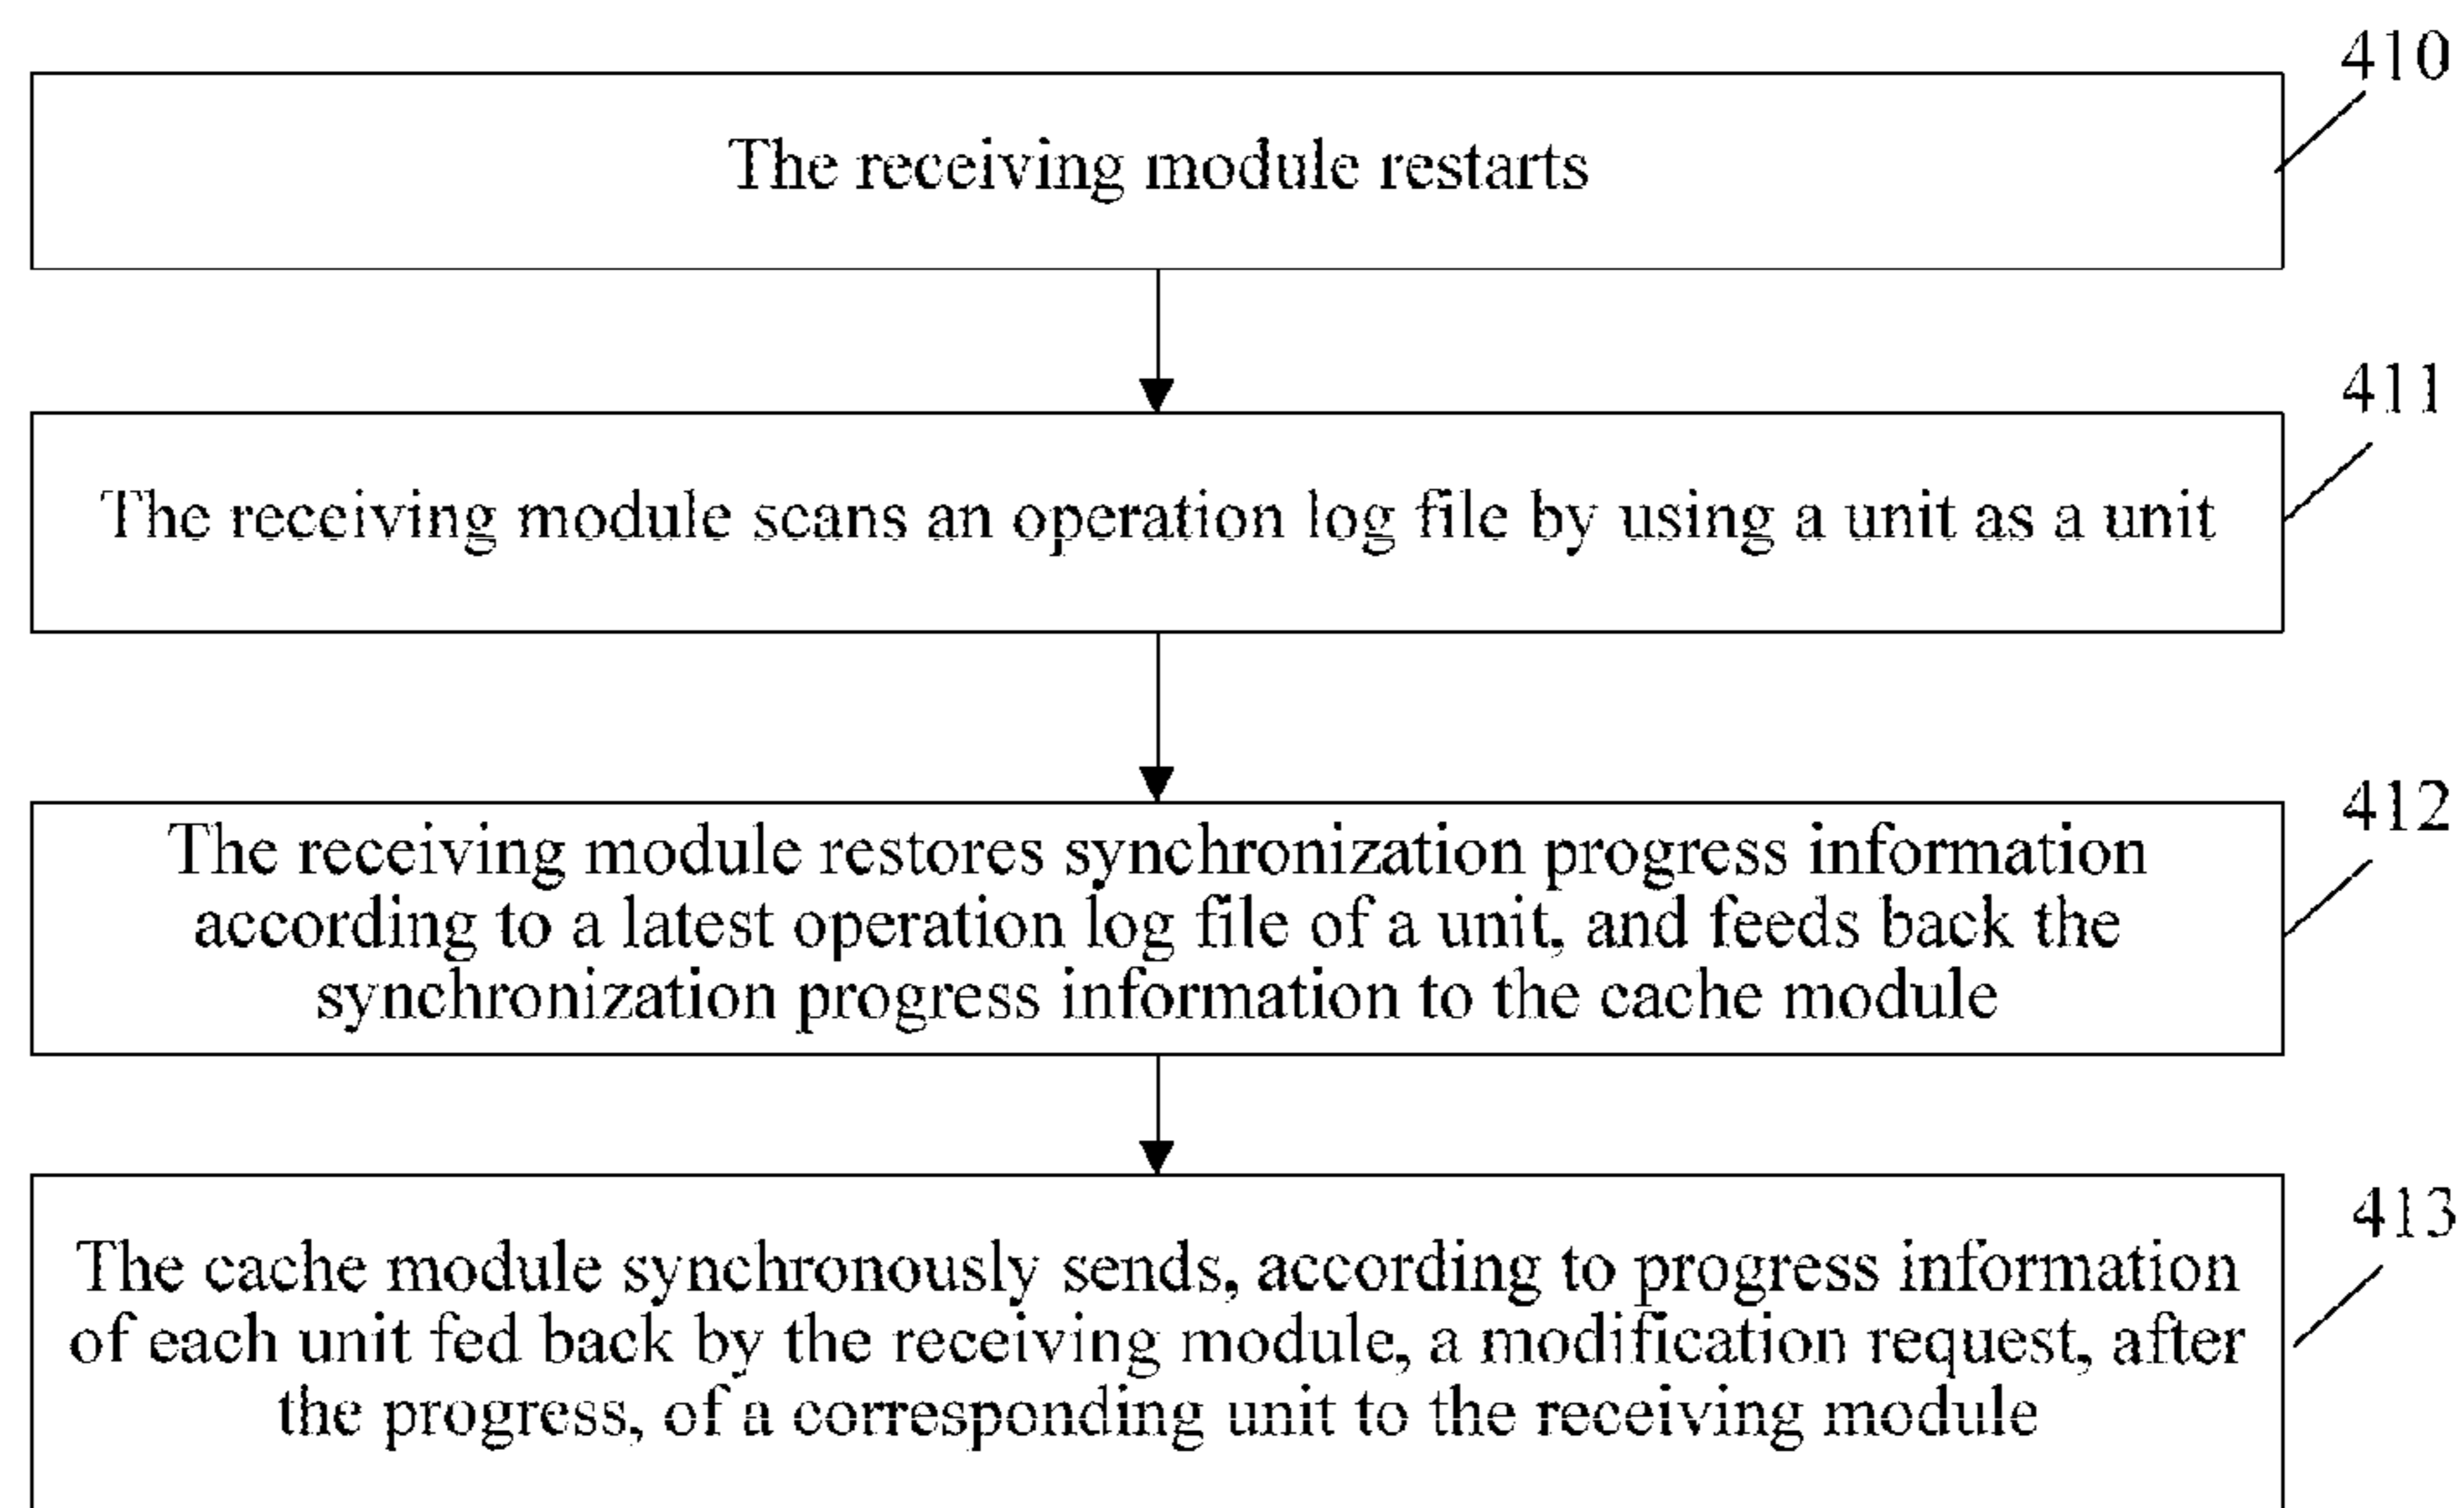 410
The receiving module restarts
411
The receiving module scans an operation log file by using a unit as a unit
412
The receiving module restores synchronization progress information
according to a latest operation log file of a unit, and feeds back the
synchronization progress information to the cache module
413
The cache module synchronously sends, according to progress information
of each unit fed back by the receiving module, a modification request, after
the progress, of a corresponding unit to the receiving module